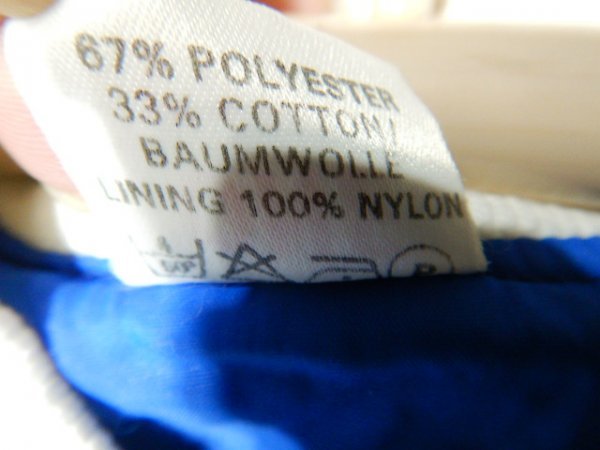 67% POLYESTER
33% COTTON/
BAUMWOLLE
LINING 100% NYLON
P